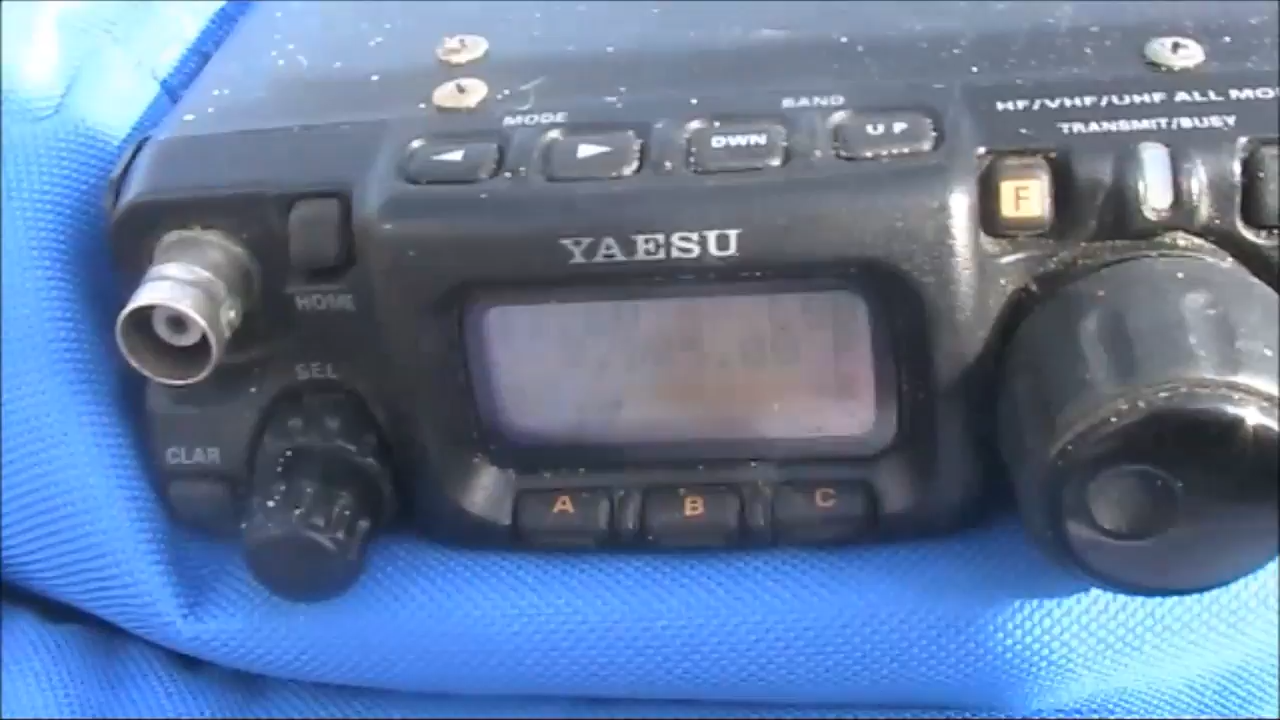 HF/VHF/UHF ALL MO
TRANSMIT/BUSY
MODE
BAND
DWN
UP
F
YAESU
HOME
SEL
CLAR
A
B
C